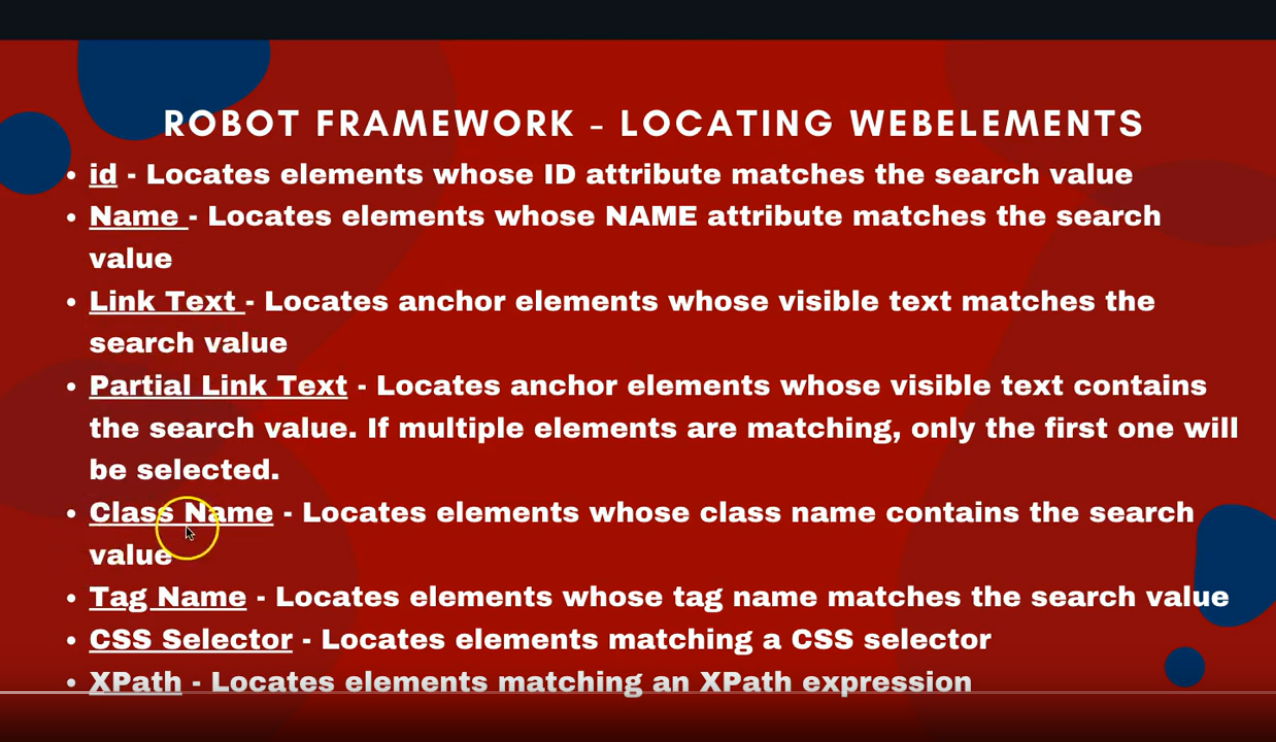 ROBOT FRAMEWORK - LOCATING WEBELEMENTS
• id - Locates elements whose ID attribute matches the search value
• Name - Locates elements whose NAME attribute matches the search
value
• Link Text - Locates anchor elements whose visible text matches the
search value
• Partial Link Text - Locates anchor elements whose visible text contains
the search value. If multiple elements are matching, only the first one will
be selected.
• Class Name - Locates elements whose class name contains the search
value
• Tag Name - Locates elements whose tag name matches the search value
• CSS Selector - Locates elements matching a CSS selector
• XPath - Locates elements matching an XPath expression